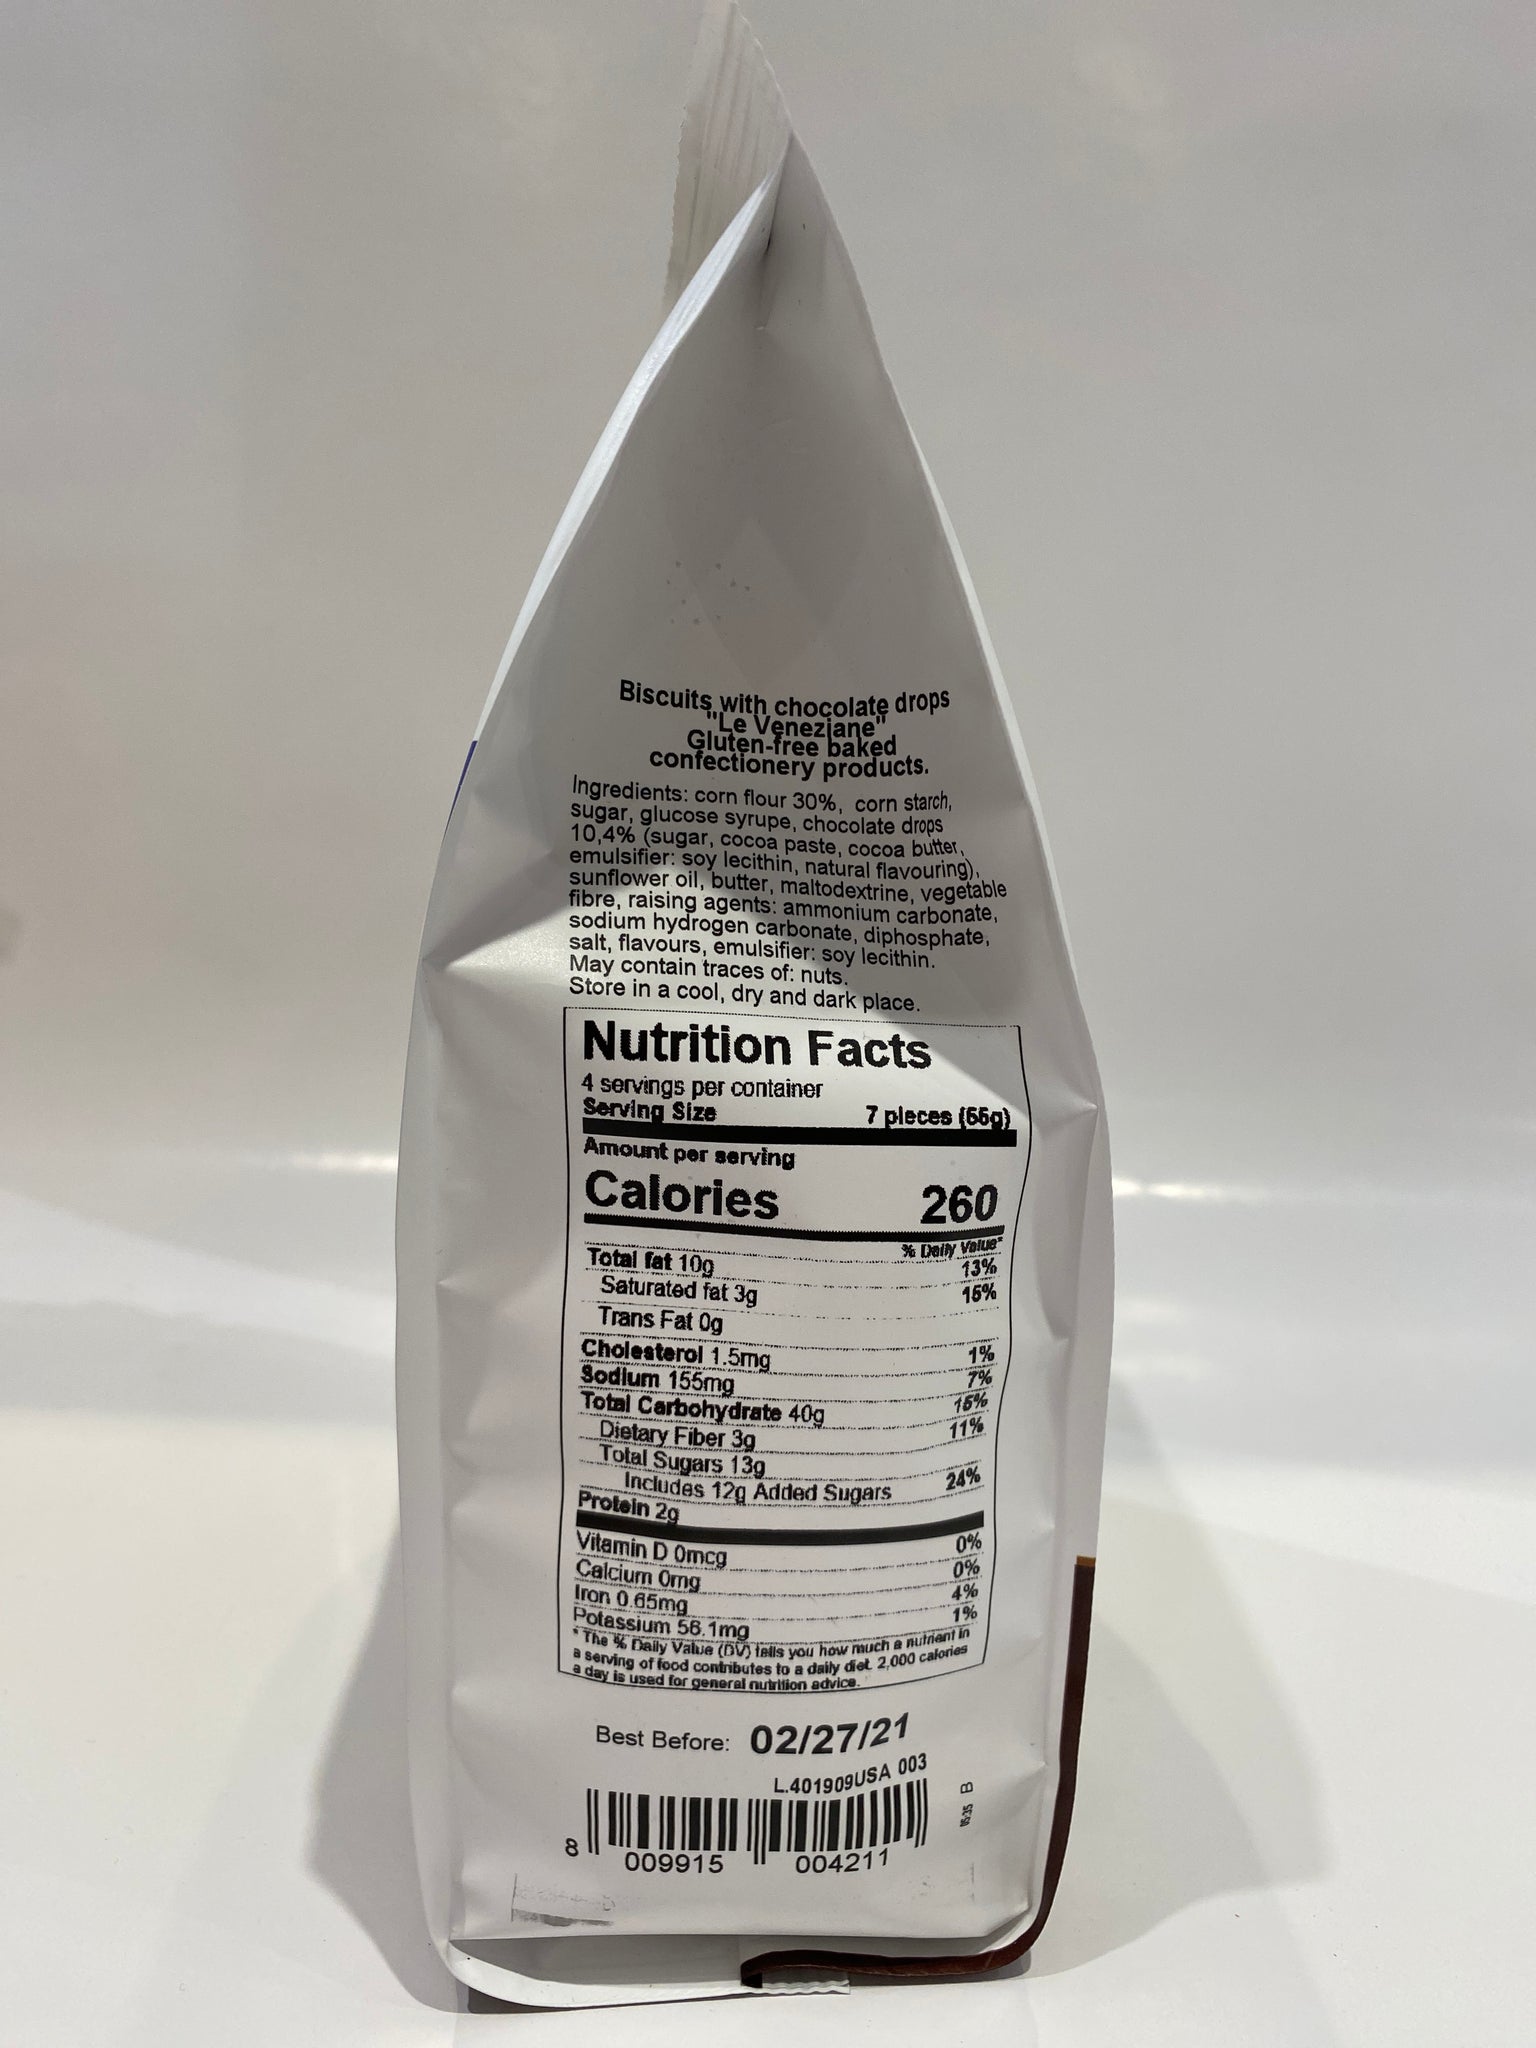 Biscuits with chocolate drops
"Le Veneziane"
Gluten-free baked
confectionery products.
Ingredients: corn flour 30%, corn starch,
sugar, glucose syrupe, chocolate drops
10,4% (sugar, cocoa paste, cocoa butter,
emulsifier: soy lecithin, natural flavouring),
sunflower oil, butter, maltodextrine, vegetable
fibre, raising agents: ammonium carbonate,
sodium hydrogen carbonate, diphosphate,
salt, flavours, emulsifier: soy lecithin.
May contain traces of: nuts.
Store in a cool, dry and dark place.
Nutrition Facts
4 servings per container
Serving Size 7 pieces (55g)
Amount per serving
Calories 260
% Daily Value*
Total fat 10g 13%
Saturated fat 3g 15%
Trans Fat 0g
Cholesterol 1.5mg 1%
Sodium 155mg 7%
Total Carbohydrate 40g 15%
Dietary Fiber 3g 11%
Total Sugars 13g
Includes 12g Added Sugars 24%
Protein 2g
Vitamin D 0mcg 0%
Calcium 0mg 0%
Iron 0.65mg 4%
Potassium 56.1mg 1%
* The % Daily Value (DV) tells you how much a nutrient in
a serving of food contributes to a daily diet. 2,000 calories
a day is used for general nutrition advice.
Best Before: 02/27/21
L.401909USA 003
05:35 B
8 009915 004211